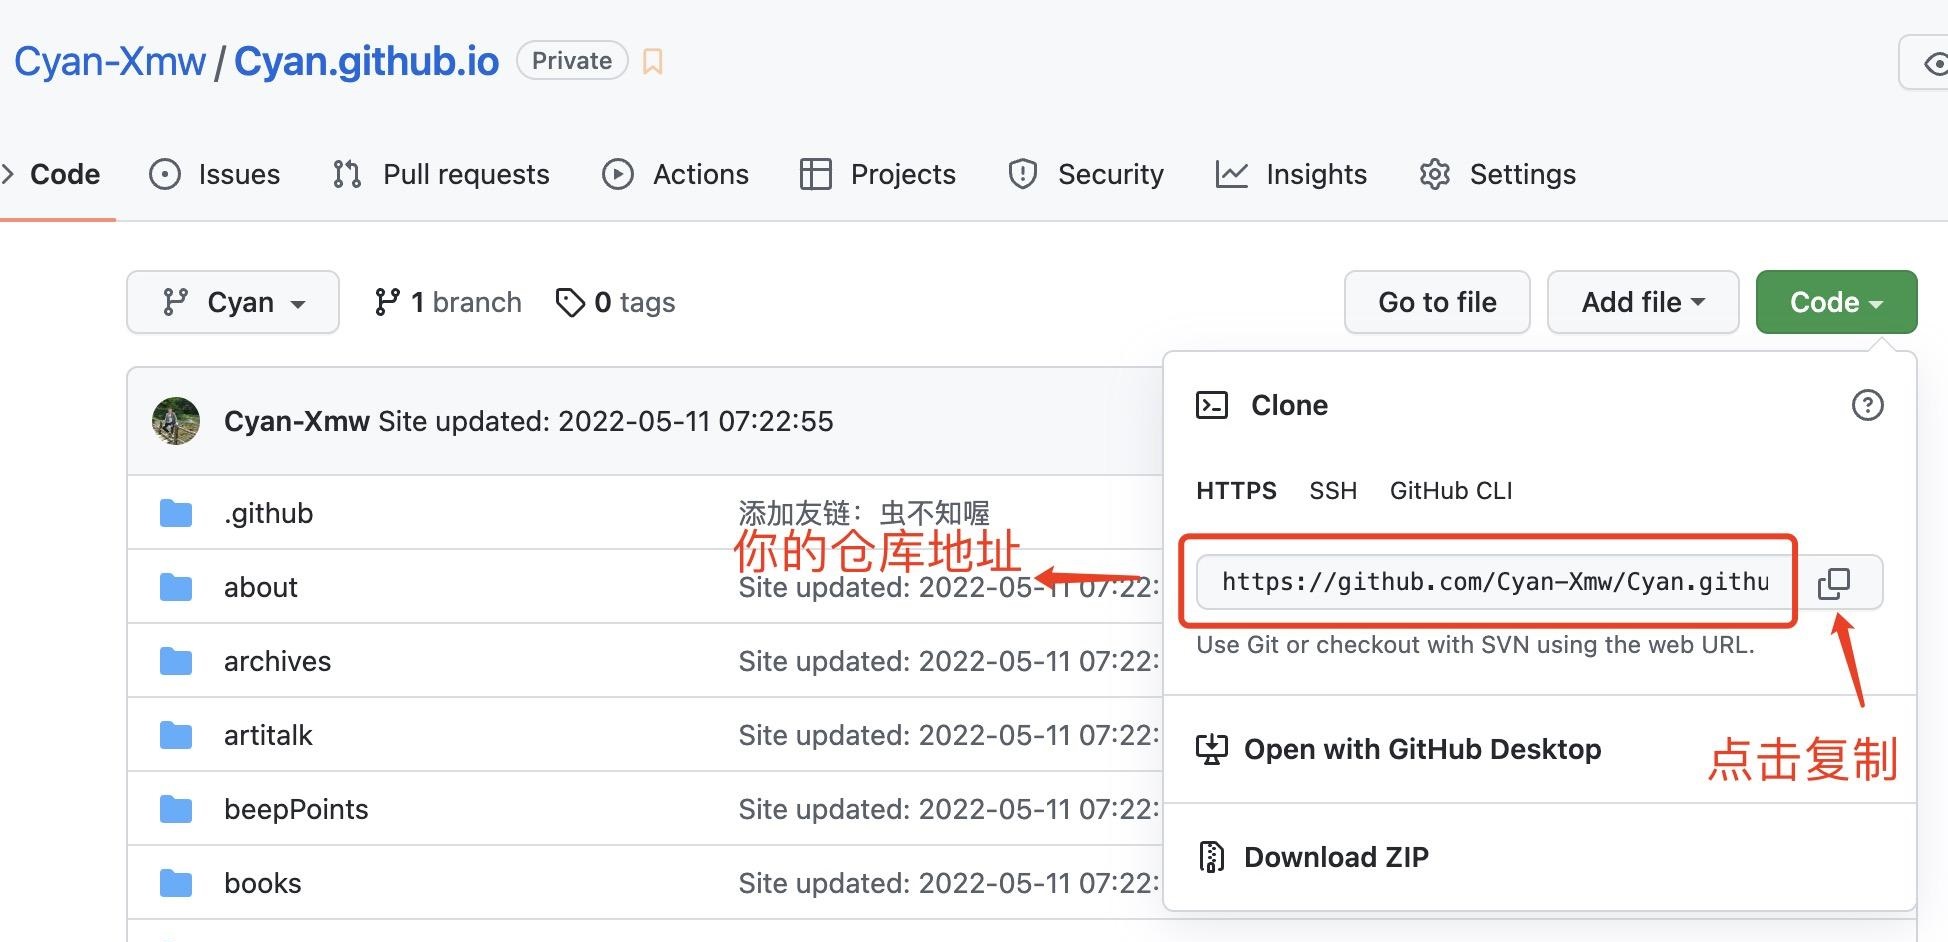 Cyan-Xmw / Cyan.github.io Private
Code Issues Pull requests Actions Projects Security Insights Settings
Cyan 1 branch 0 tags Go to file Add file Code
Cyan-Xmw Site updated: 2022-05-11 07:22:55
.github 添加友链：虫不知喔
你的仓库地址
about Site updated: 2022-05-11 07:22:
archives Site updated: 2022-05-11 07:22:
artitalk Site updated: 2022-05-11 07:22:
beepPoints Site updated: 2022-05-11 07:22:
books Site updated: 2022-05-11 07:22:
Clone
HTTPS SSH GitHub CLI
https://github.com/Cyan-Xmw/Cyan.githu
Use Git or checkout with SVN using the web URL.
Open with GitHub Desktop
点击复制
Download ZIP